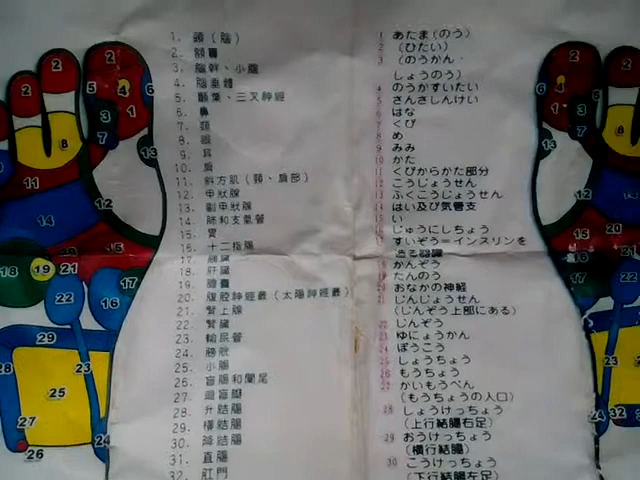 1. 頭(腦)
2. 額竇
3. 腦幹、小腦
4. 腦垂體
5. 顳葉、三叉神經
6. 鼻
7. 頸
8. 眼
9. 耳
10. 肩
11. 斜方肌(頸、肩部)
12. 甲狀腺
13. 副甲狀腺
14. 肺和支氣管
15. 胃
16. 十二指腸
17. 胰臟
18. 肝臟
19. 膽囊
20. 腹腔神經叢(太陽神經叢)
21. 腎上腺
22. 腎臟
23. 輸尿管
24. 膀胱
25. 小腸
26. 盲腸和闌尾
27. 迴盲瓣
28. 升結腸
29. 橫結腸
30. 降結腸
31. 直腸
32. 肛門
1 あたま(のう)
2 (ひたい)
3 (のうかん・
しょうのう)
4 のうかすいたい
5 さんさしんけい
6 はな
7 くび
8 め
9 みみ
10 かた
11 くびからかた部分
12 こうじょうせん
13 ふくこうじょうせん
14 はい及び気管支
15 い
16 じゅうにしちょう
17 すいぞう=インスリンを
造る臓器
18 かんぞう
19 たんのう
20 おなかの神経
21 じんじょうせん
(じんぞう上部にある)
22 じんぞう
23 ゆにょうかん
24 ぼうこう
25 しょうちょう
26 もうちょう
27 かいもうべん
(もうちょうの入口)
28 しょうけっちょう
(上行結腸右足)
29 おうけっちょう
(横行結腸)
30 こうけっちょう
(下行結腸左足)